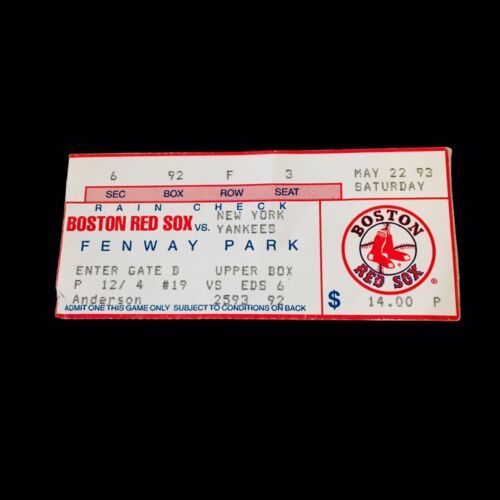 6 92 F 3
SEC BOX ROW SEAT
RAIN CHECK
BOSTON RED SOX vs. NEW YORK YANKEES
FENWAY PARK
ENTER GATE B UPPER BOX
P 12/ 4 #19 VS EDS 6
Anderson 2593 92
ADMIT ONE THIS GAME ONLY SUBJECT TO CONDITIONS ON BACK
MAY 22 93
SATURDAY
BOSTON
RED SOX
®
$ 14.00 P